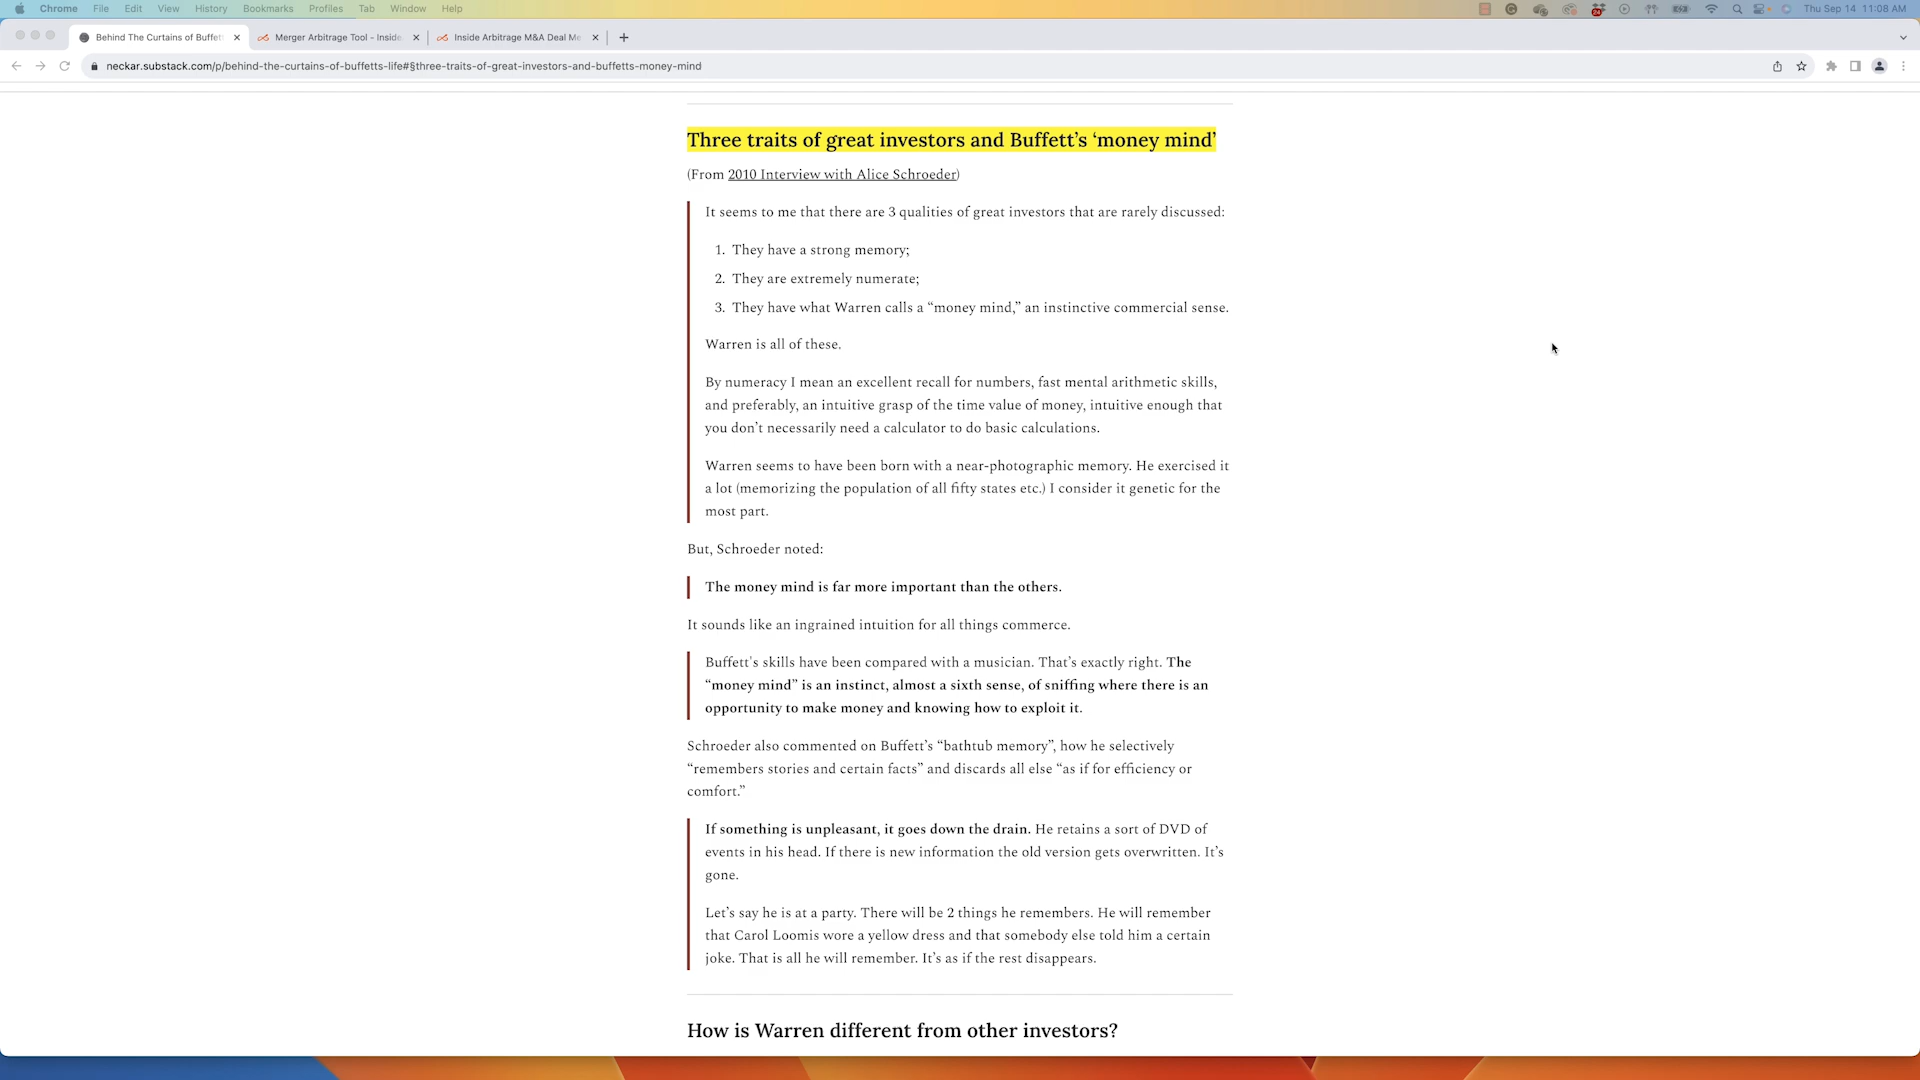 Chrome File Edit View History Bookmarks Profiles Tab Window Help Thu Sep 14 11:08 AM
Behind The Curtains of Buffet Merger Arbitrage Tool - Inside Inside Arbitrage M&A Deal Me
neckar.substack.com/p/behind-the-curtains-of-buffetts-life#§three-traits-of-great-investors-and-buffetts-money-mind
Three traits of great investors and Buffett’s ‘money mind’
(From 2010 Interview with Alice Schroeder)
It seems to me that there are 3 qualities of great investors that are rarely discussed:
1. They have a strong memory;
2. They are extremely numerate;
3. They have what Warren calls a “money mind,” an instinctive commercial sense.
Warren is all of these.
By numeracy I mean an excellent recall for numbers, fast mental arithmetic skills,
and preferably, an intuitive grasp of the time value of money, intuitive enough that
you don’t necessarily need a calculator to do basic calculations.
Warren seems to have been born with a near-photographic memory. He exercised it
a lot (memorizing the population of all fifty states etc.) I consider it genetic for the
most part.
But, Schroeder noted:
The money mind is far more important than the others.
It sounds like an ingrained intuition for all things commerce.
Buffett's skills have been compared with a musician. That’s exactly right. The
“money mind” is an instinct, almost a sixth sense, of sniffing where there is an
opportunity to make money and knowing how to exploit it.
Schroeder also commented on Buffett’s “bathtub memory”, how he selectively
“remembers stories and certain facts” and discards all else “as if for efficiency or
comfort.”
If something is unpleasant, it goes down the drain. He retains a sort of DVD of
events in his head. If there is new information the old version gets overwritten. It’s
gone.
Let’s say he is at a party. There will be 2 things he remembers. He will remember
that Carol Loomis wore a yellow dress and that somebody else told him a certain
joke. That is all he will remember. It’s as if the rest disappears.
How is Warren different from other investors?